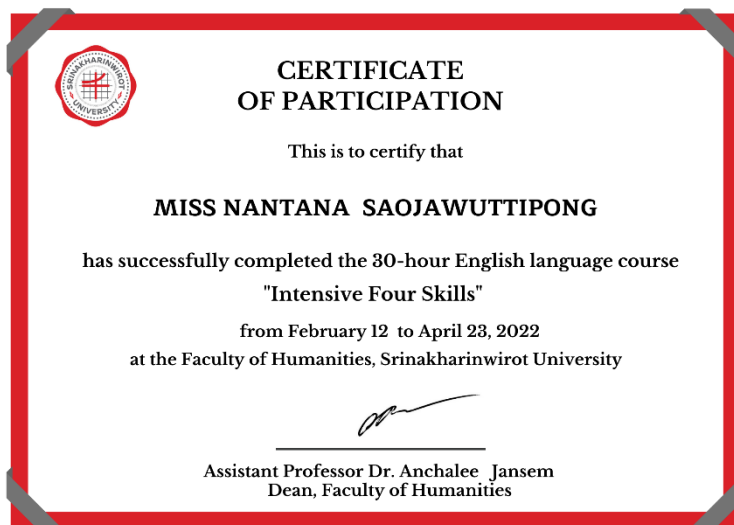 SRINAKHARINWIROT
UNIVERSITY
CERTIFICATE
OF PARTICIPATION
This is to certify that
MISS NANTANA SAOJAWUTTIPONG
has successfully completed the 30-hour English language course
"Intensive Four Skills"
from February 12 to April 23, 2022
at the Faculty of Humanities, Srinakharinwirot University
Assistant Professor Dr. Anchalee Jansem
Dean, Faculty of Humanities